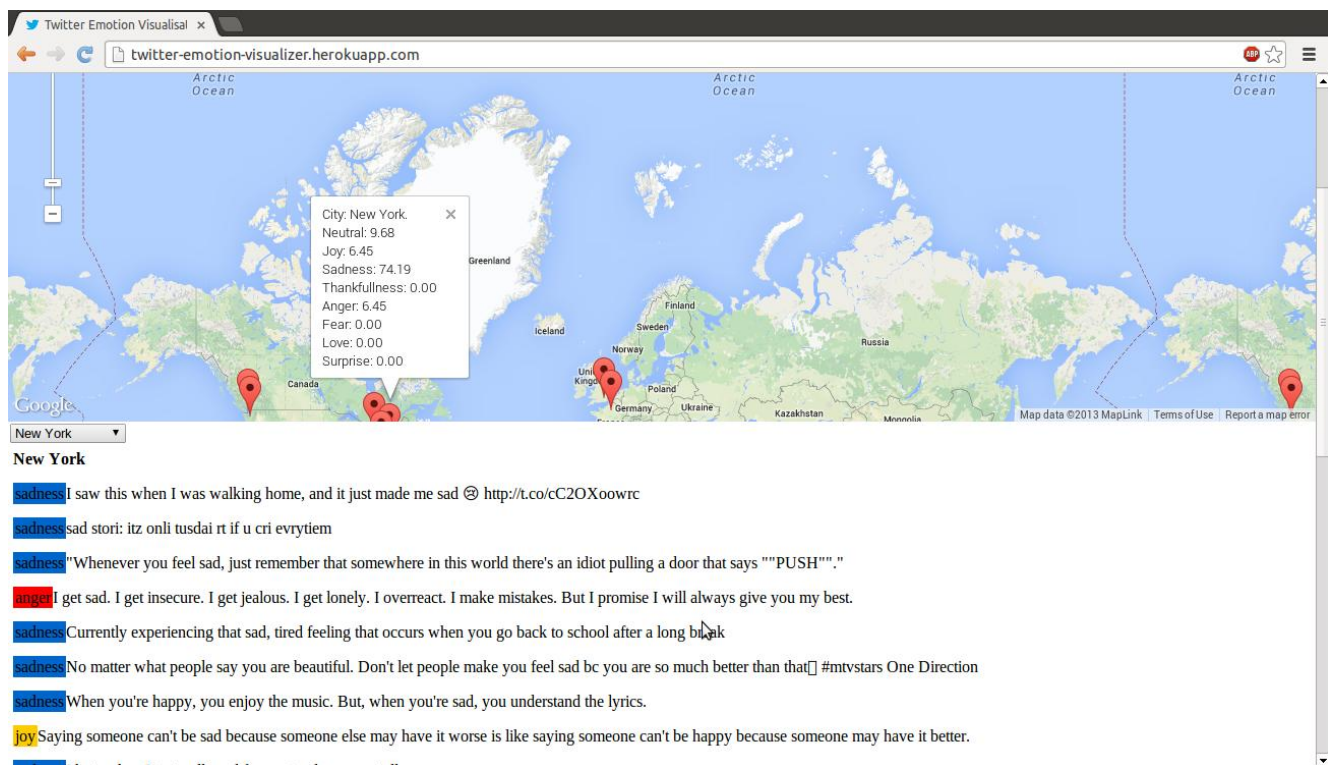 Twitter Emotion Visualisat ×
twitter-emotion-visualizer.herokuapp.com
ABP
Arctic
Ocean
Arctic
Ocean
Arctic
Ocean
City: New York.
Neutral: 9.68
Joy: 6.45
Sadness: 74.19
Thankfullness: 0.00
Anger: 6.45
Fear: 0.00
Love: 0.00
Surprise: 0.00
Greenland
Iceland
Finland
Sweden
Norway
Russia
Canada
Uni
Kingd
Poland
Germany
Ukraine
Kazakhstan
Mongolia
Google
Map data ©2013 MapLink Terms of Use Report a map error
New York
New York
sadness I saw this when I was walking home, and it just made me sad 😢 http://t.co/cC2OXoowrc
sadness sad stori: itz onli tusdai rt if u cri evrytiem
sadness "Whenever you feel sad, just remember that somewhere in this world there's an idiot pulling a door that says ""PUSH""."
anger I get sad. I get insecure. I get jealous. I get lonely. I overreact. I make mistakes. But I promise I will always give you my best.
sadness Currently experiencing that sad, tired feeling that occurs when you go back to school after a long break
sadness No matter what people say you are beautiful. Don't let people make you feel sad bc you are so much better than that #mtvstars One Direction
sadness When you're happy, you enjoy the music. But, when you're sad, you understand the lyrics.
joy Saying someone can't be sad because someone else may have it worse is like saying someone can't be happy because someone may have it better.